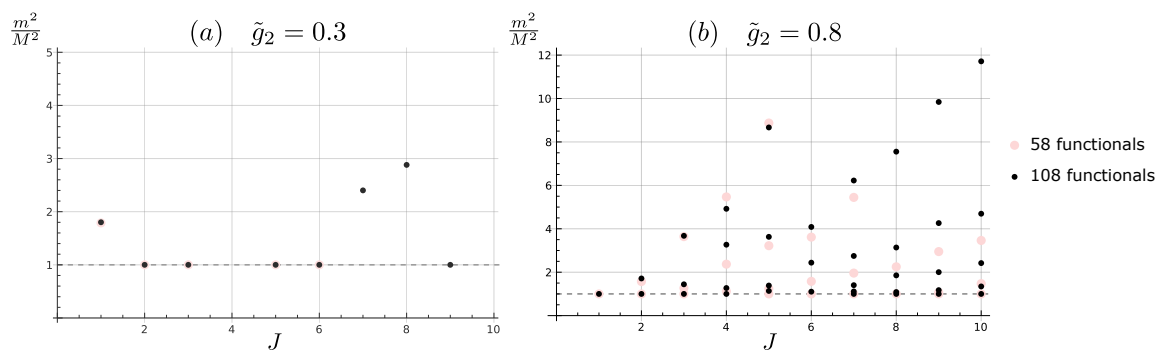 (a) g̃₂ = 0.3
m²/M²
5
4
3
2
1
2 4 6 8 10
J
(b) g̃₂ = 0.8
m²/M²
12
10
8
6
4
2
2 4 6 8 10
J
58 functionals
108 functionals